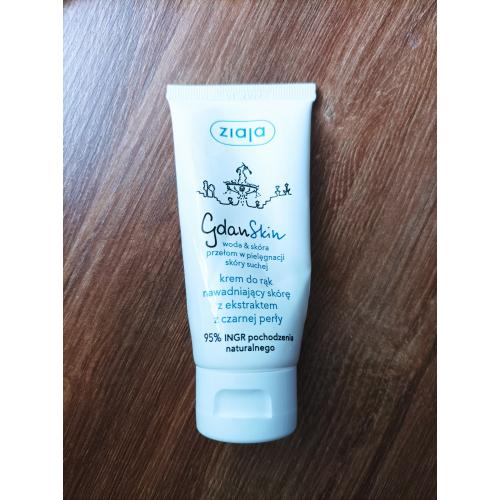 ziaja
GdanSkin
woda & skóra
przełom w pielęgnacji
skóry suchej
krem do rąk
nawadniający skórę
z ekstraktem
z czarnej perły
95% INGR pochodzenia
naturalnego